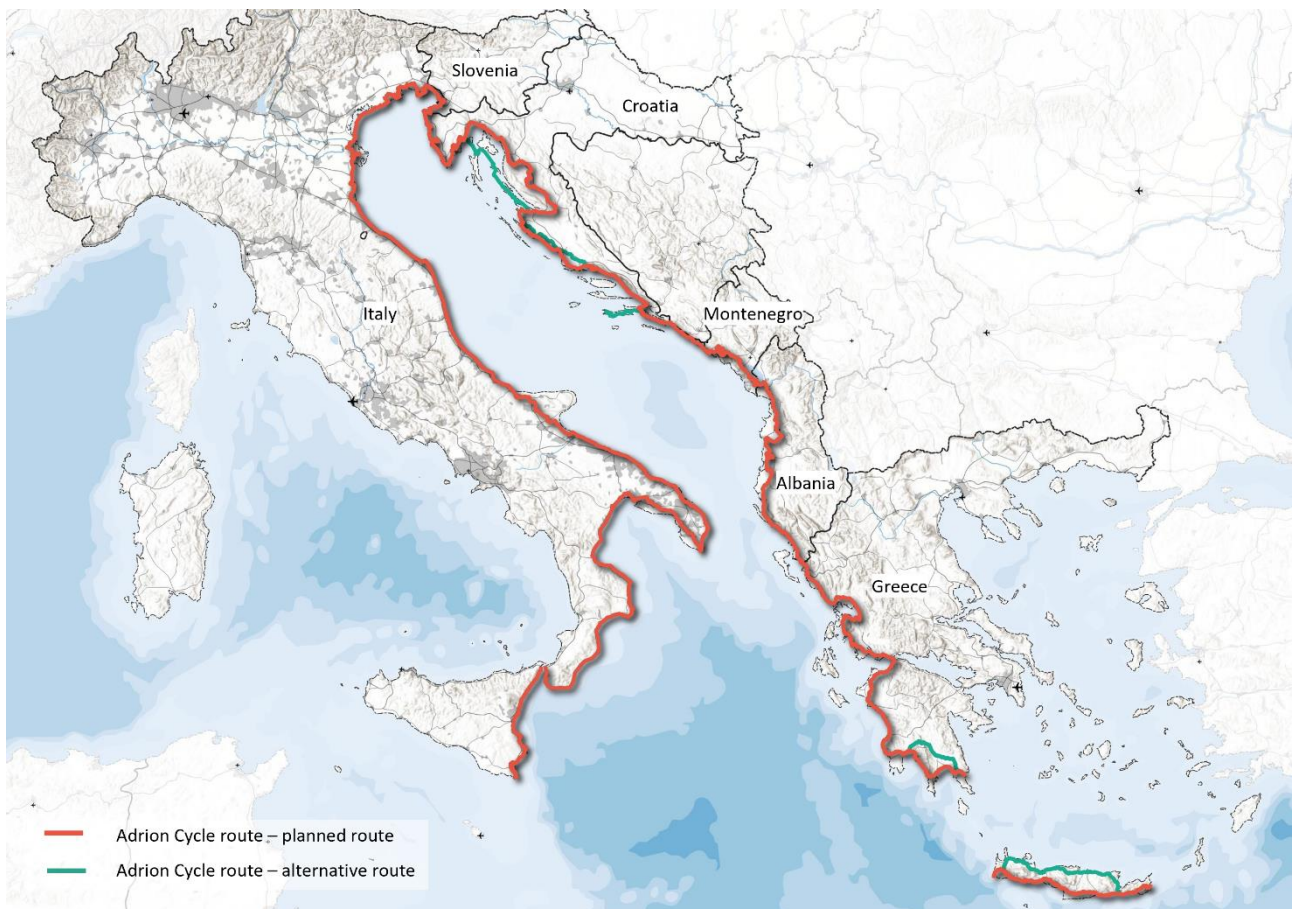 Slovenia
Croatia
Italy
Montenegro
Albania
Greece
Adrion Cycle route – planned route
Adrion Cycle route – alternative route